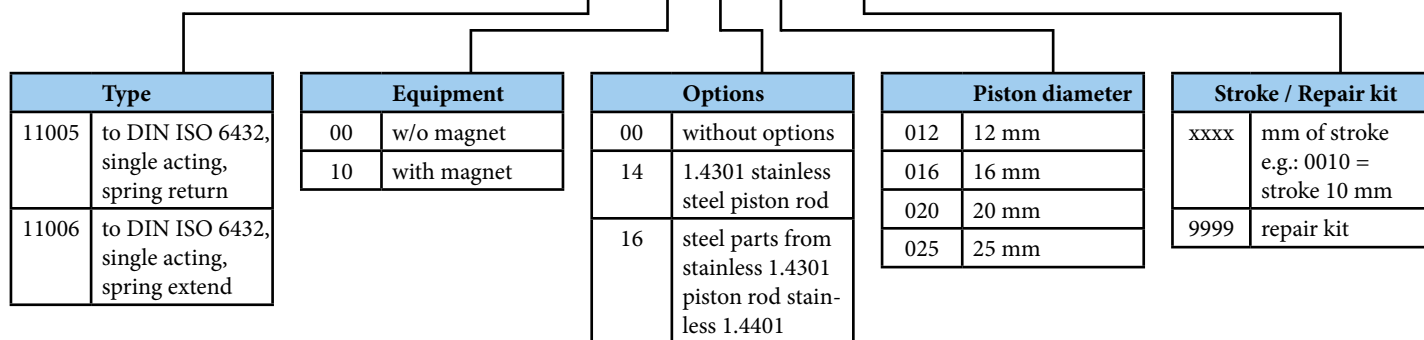 Type
11005 to DIN ISO 6432,
single acting,
spring return
11006 to DIN ISO 6432,
single acting,
spring extend
Equipment
00 w/o magnet
10 with magnet
Options
00 without options
14 1.4301 stainless
steel piston rod
16 steel parts from
stainless 1.4301
piston rod stain-
less 1.4401
Piston diameter
012 12 mm
016 16 mm
020 20 mm
025 25 mm
Stroke / Repair kit
xxxx mm of stroke
e.g.: 0010 =
stroke 10 mm
9999 repair kit